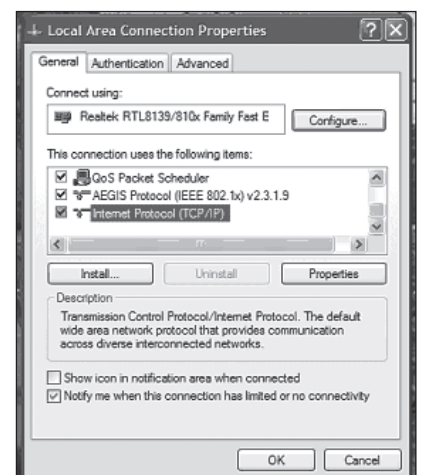 Local Area Connection Properties
General Authentication Advanced
Connect using:
Realtek RTL8139/810x Family Fast E Configure...
This connection uses the following items:
QoS Packet Scheduler
AEGIS Protocol (IEEE 802.1x) v2.3.1.9
Internet Protocol (TCP/IP)
Install... Uninstall Properties
Description
Transmission Control Protocol/Internet Protocol. The default
wide area network protocol that provides communication
across diverse interconnected networks.
Show icon in notification area when connected
Notify me when this connection has limited or no connectivity
OK Cancel